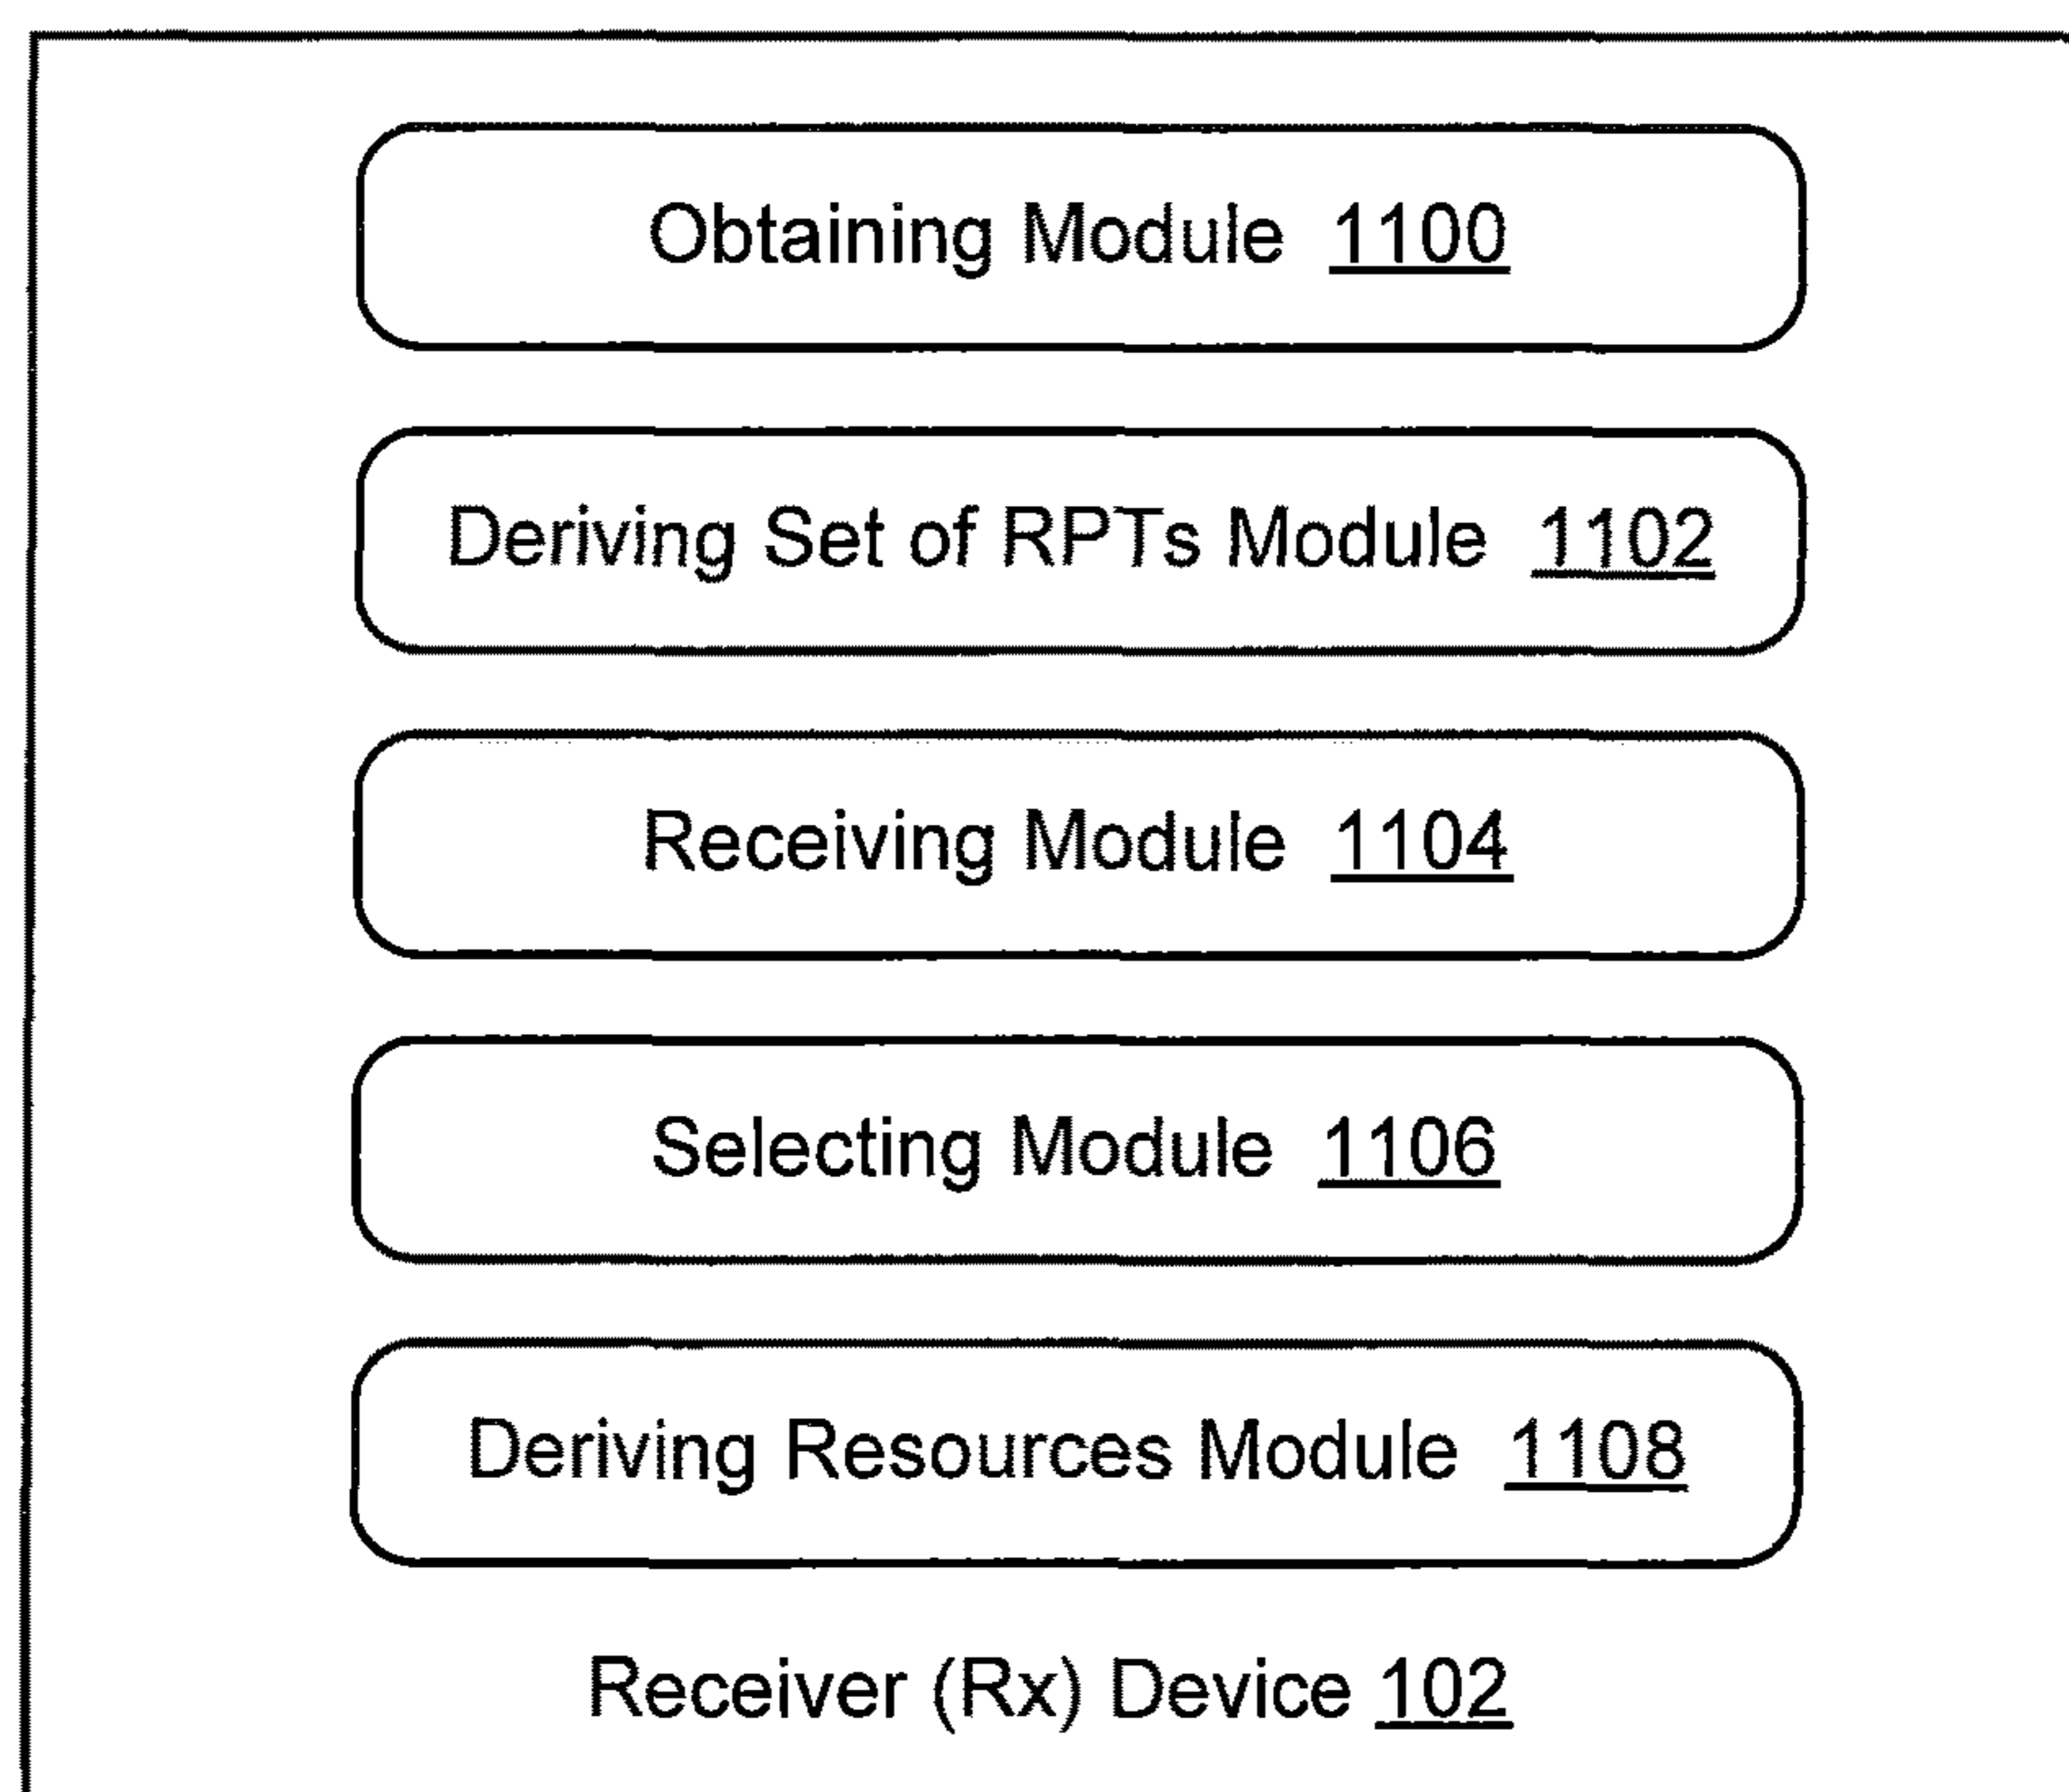 Obtaining Module 1100
Deriving Set of RPTs Module 1102
Receiving Module 1104
Selecting Module 1106
Deriving Resources Module 1108
Receiver (Rx) Device 102